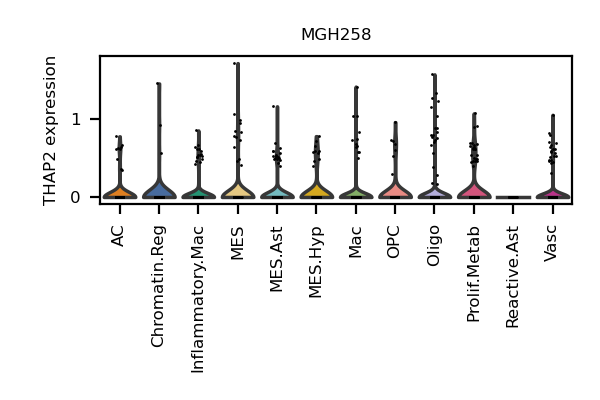 MGH258
THAP2 expression
1
0
AC
Chromatin.Reg
Inflammatory.Mac
MES
MES.Ast
MES.Hyp
Mac
OPC
Oligo
Prolif.Metab
Reactive.Ast
Vasc